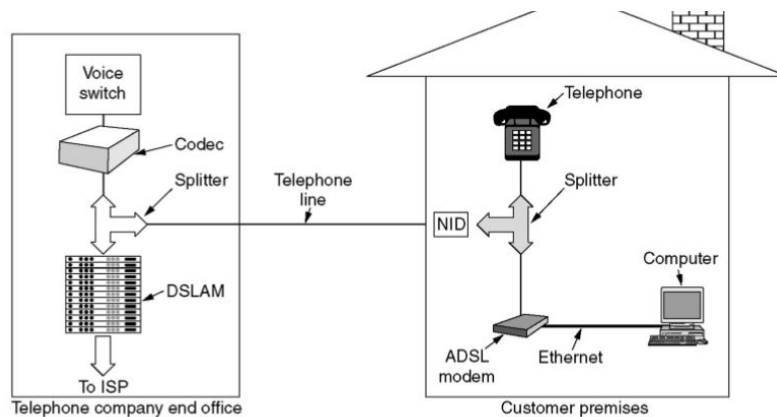 Voice
switch
Codec
Splitter
DSLAM
To ISP
Telephone company end office
Telephone
line
Telephone
Splitter
NID
Computer
ADSL
modem
Ethernet
Customer premises